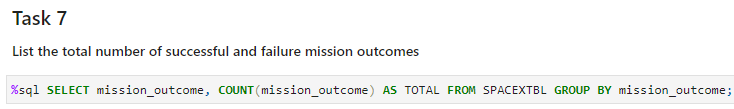 Task 7
List the total number of successful and failure mission outcomes
%sql SELECT mission_outcome, COUNT(mission_outcome) AS TOTAL FROM SPACEXTBL GROUP BY mission_outcome;